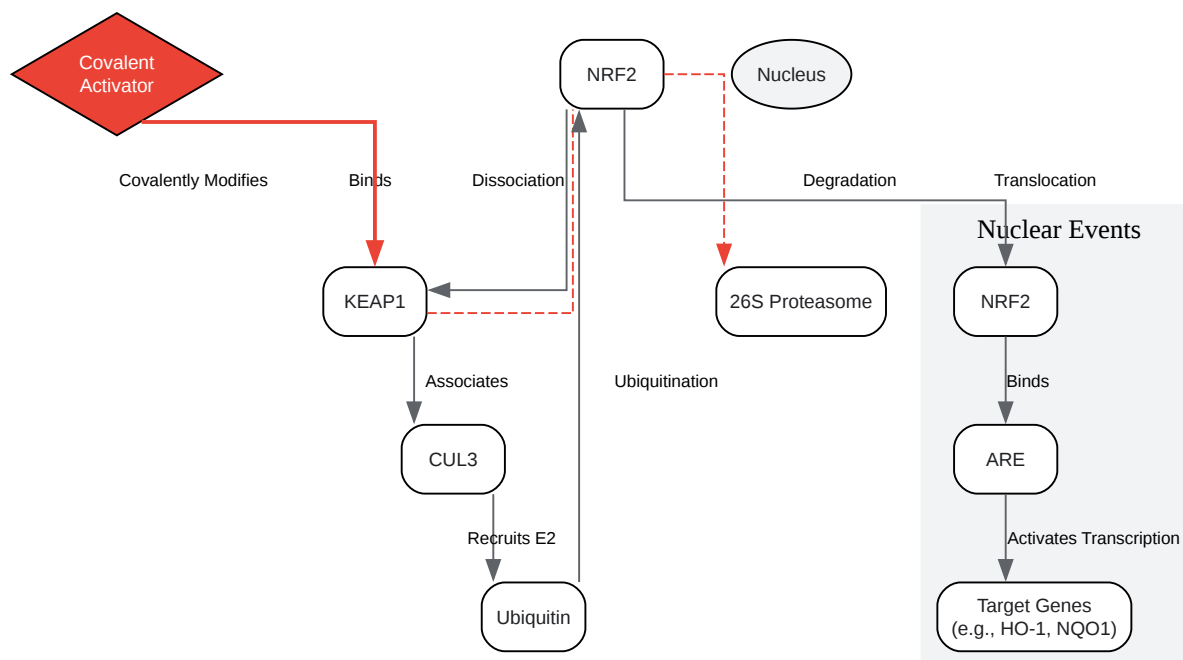 Covalent
Activator
NRF2
Nucleus
Covalently Modifies
Binds
Dissociation
Degradation
Translocation
Nuclear Events
KEAP1
26S Proteasome
NRF2
Associates
Ubiquitination
Binds
CUL3
ARE
Recruits E2
Activates Transcription
Ubiquitin
Target Genes
(e.g., HO-1, NQO1)